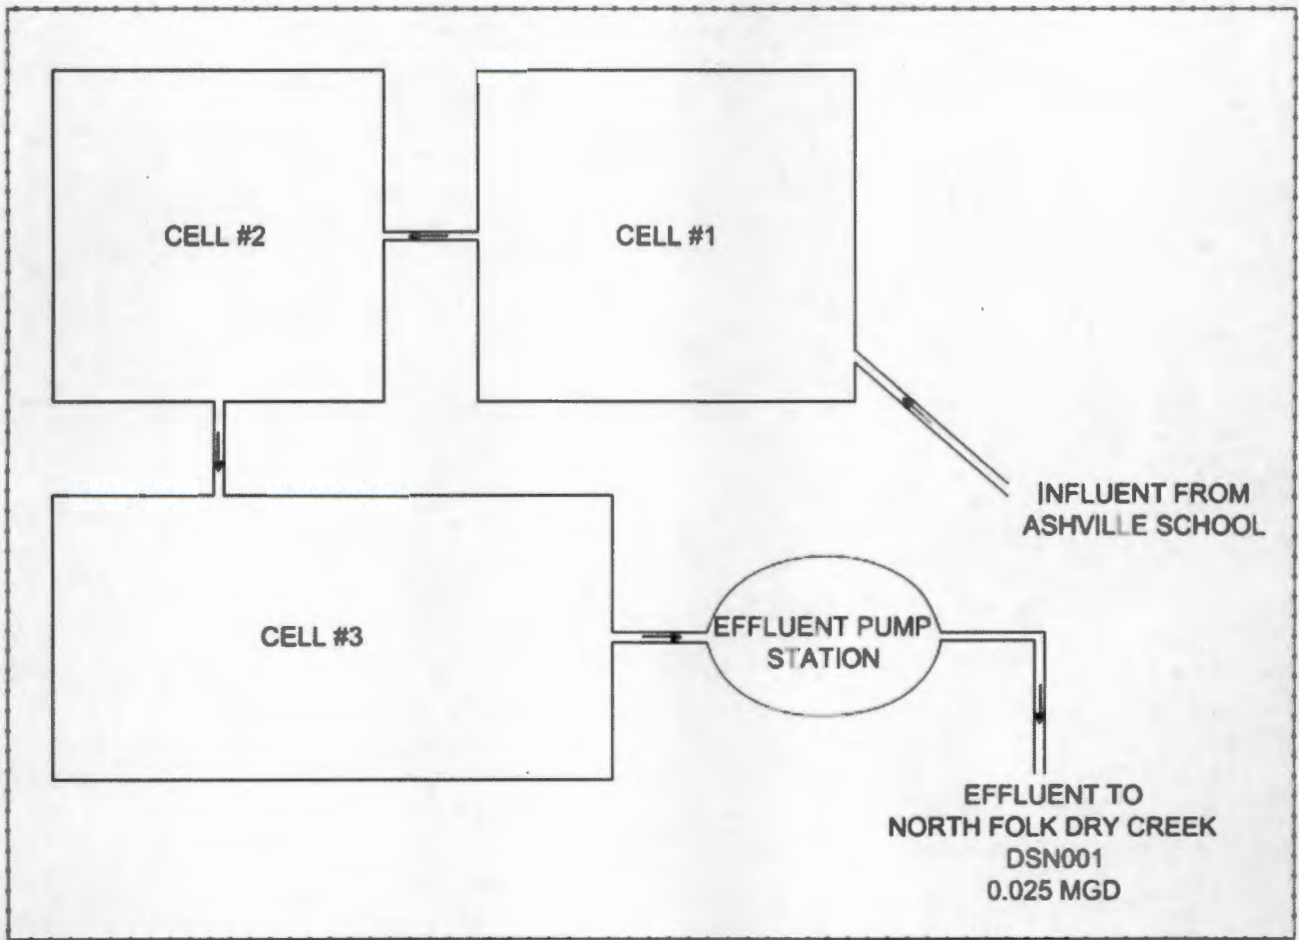 CELL #2
CELL #1
INFLUENT FROM
ASHVILLE SCHOOL
CELL #3
EFFLUENT PUMP
STATION
EFFLUENT TO
NORTH FOLK DRY CREEK
DSN001
0.025 MGD